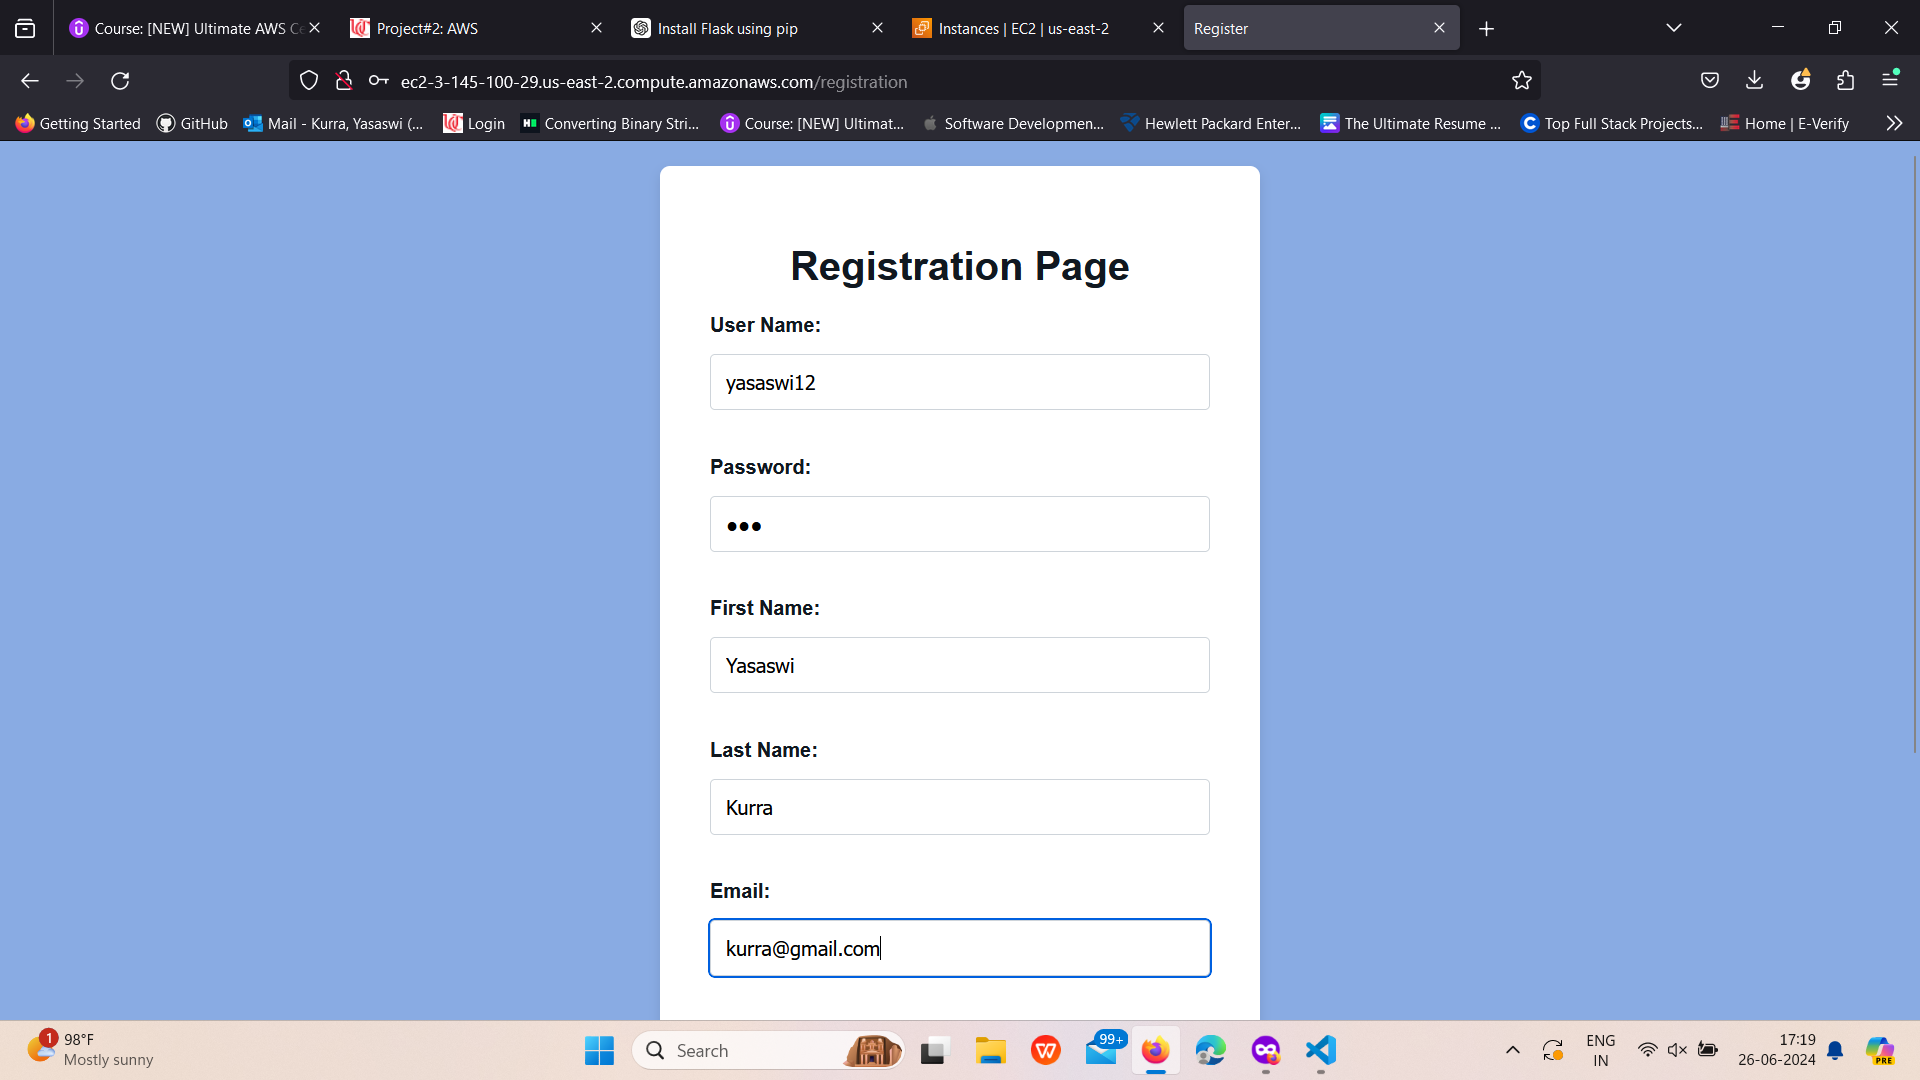 Course: [NEW] Ultimate AWS Ce
Project#2: AWS
Install Flask using pip
Instances | EC2 | us-east-2
Register
ec2-3-145-100-29.us-east-2.compute.amazonaws.com/registration
Getting Started
GitHub
Mail - Kurra, Yasaswi (...
Login
Converting Binary Stri...
Course: [NEW] Ultimat...
Software Developmen...
Hewlett Packard Enter...
The Ultimate Resume ...
Top Full Stack Projects...
Home | E-Verify
Registration Page
User Name:
yasaswi12
Password:
●●●
First Name:
Yasaswi
Last Name:
Kurra
Email:
kurra@gmail.com
1
98°F
Mostly sunny
Search
99+
ENG
IN
17:19
26-06-2024
PRE